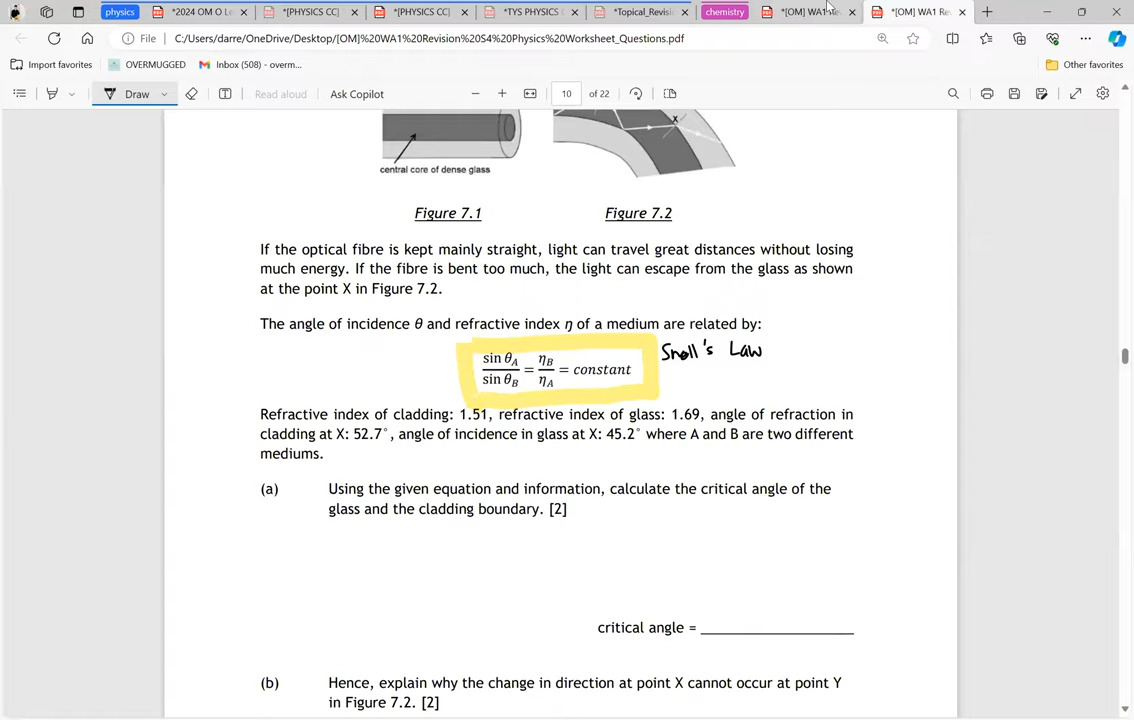 physics
*2024 OM O Le
*[PHYSICS CC]
*[PHYSICS CC]
*TYS PHYSICS (
*Topical_Revis
chemistry
*[OM] WA1 Re
*[OM] WA1 Re
File
C:/Users/darre/OneDrive/Desktop/[OM]%20WA1%20Revision%20S4%20Physics%20Worksheet_Questions.pdf
Import favorites
OVERMUGGED
Inbox (508) - overm...
Other favorites
Draw
Read aloud
Ask Copilot
10
of 22
X
central core of dense glass
Figure 7.1
Figure 7.2
If the optical fibre is kept mainly straight, light can travel great distances without losing
much energy. If the fibre is bent too much, the light can escape from the glass as shown
at the point X in Figure 7.2.
The angle of incidence θ and refractive index ŋ of a medium are related by:
sin θ_A / sin θ_B = η_B / η_A = constant
Snell's Law
Refractive index of cladding: 1.51, refractive index of glass: 1.69, angle of refraction in
cladding at X: 52.7°, angle of incidence in glass at X: 45.2° where A and B are two different
mediums.
(a) Using the given equation and information, calculate the critical angle of the
glass and the cladding boundary. [2]
critical angle = ____________________
(b) Hence, explain why the change in direction at point X cannot occur at point Y
in Figure 7.2. [2]